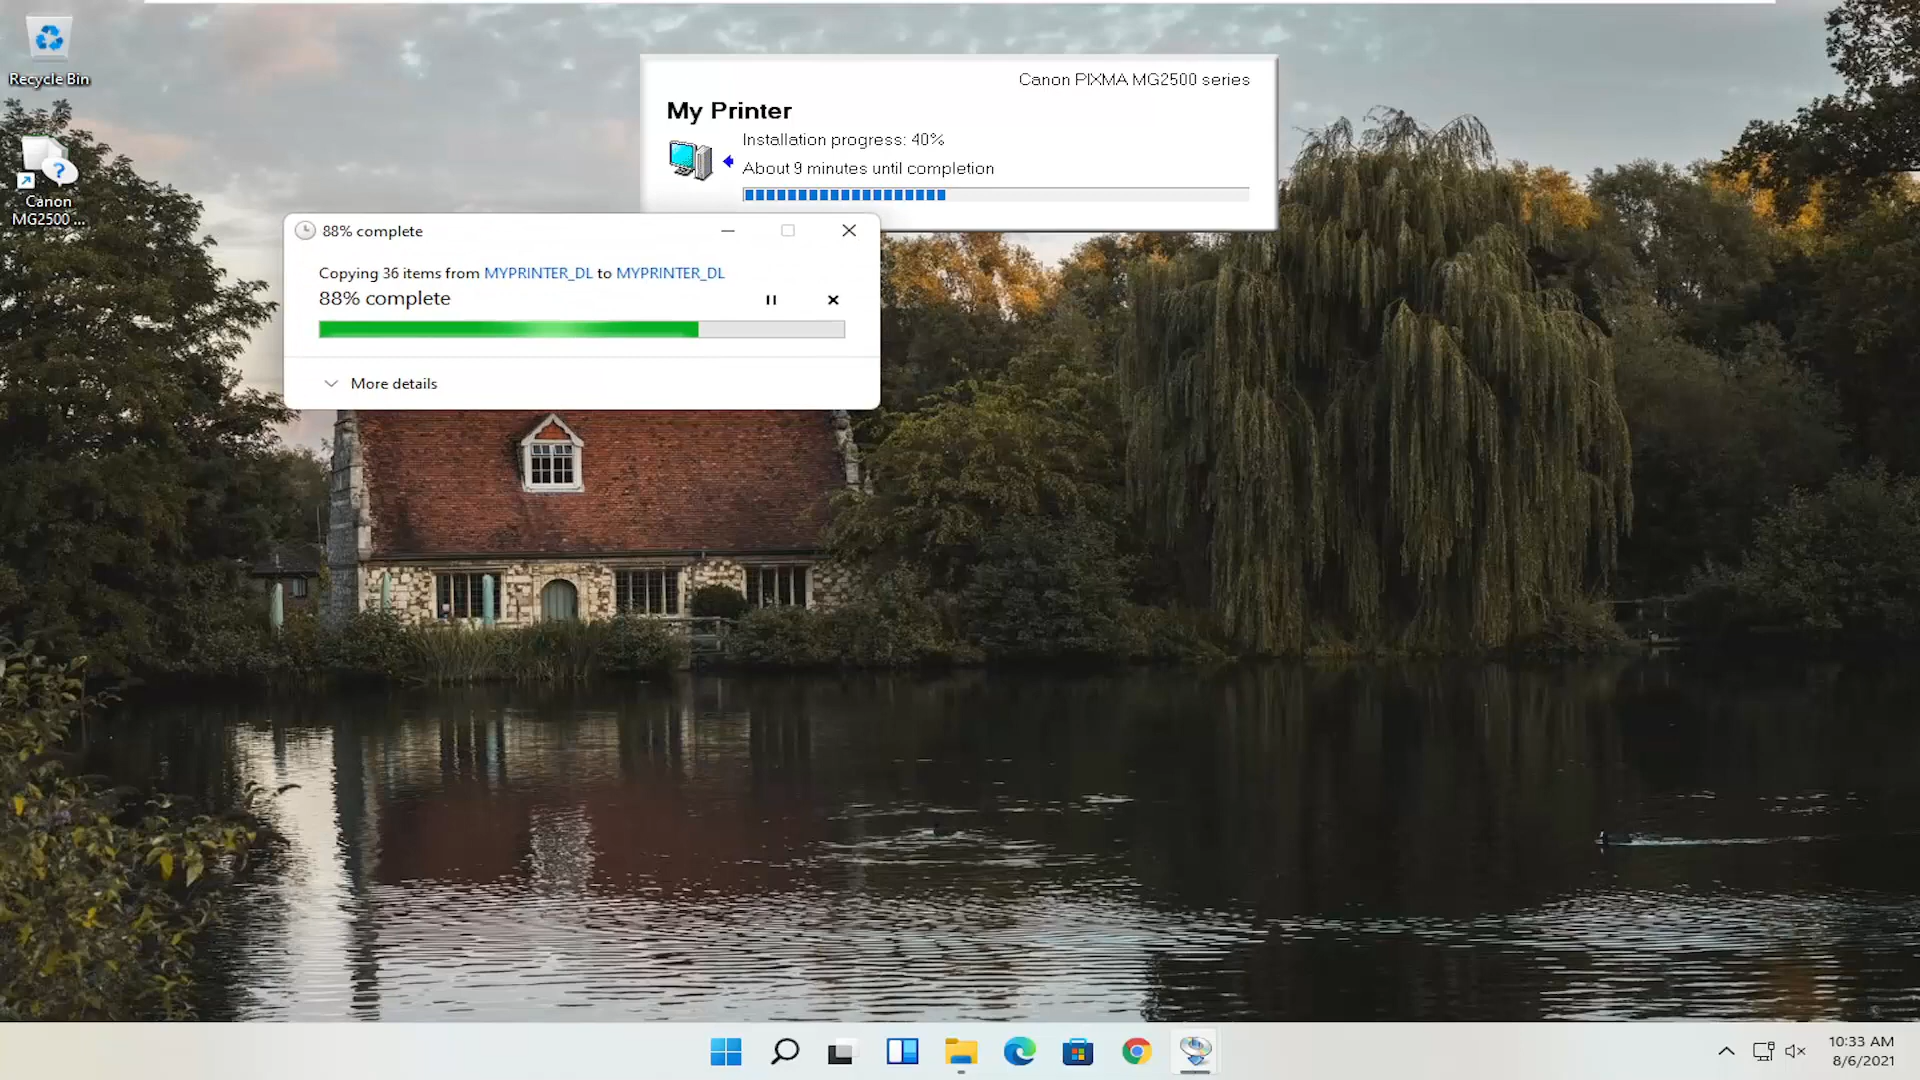 Recycle Bin
Canon
MG2500 ...
Canon PIXMA MG2500 series
My Printer
Installation progress: 40%
About 9 minutes until completion
88% complete
Copying 36 items from MYPRINTER_DL to MYPRINTER_DL
88% complete
More details
10:33 AM
8/6/2021